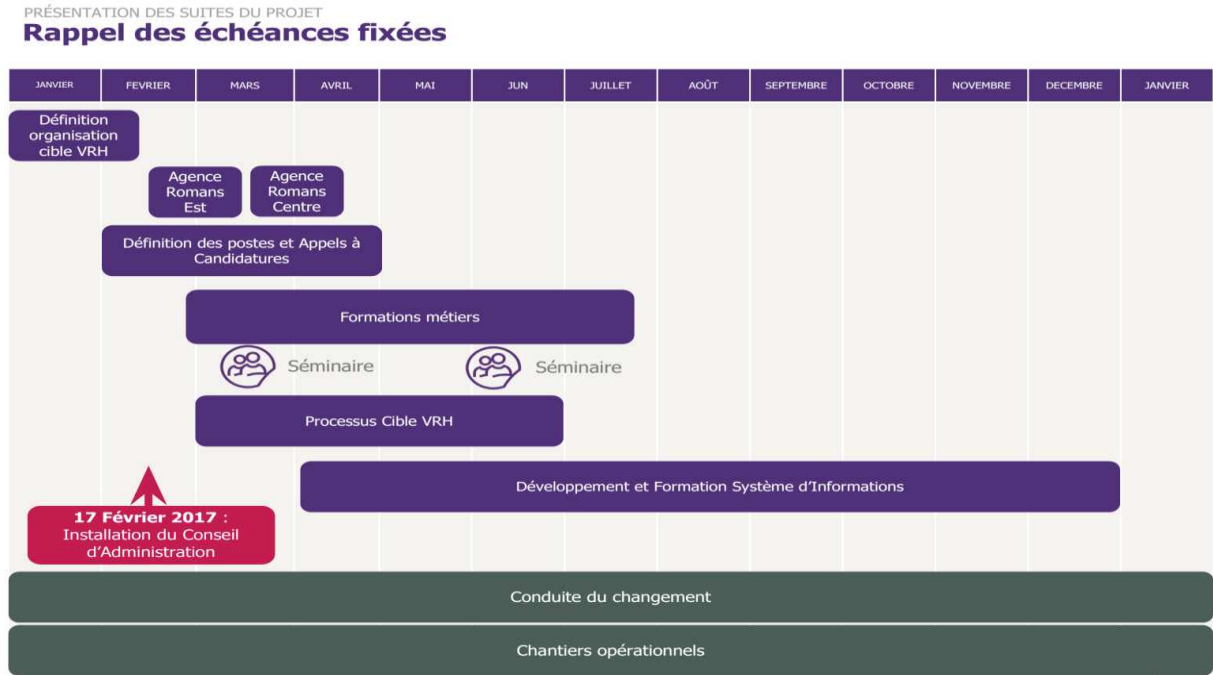 PRÉSENTATION DES SUITES DU PROJET
Rappel des échéances fixées
JANVIER FEVRIER MARS AVRIL MAI JUN JUILLET AOÛT SEPTEMBRE OCTOBRE NOVEMBRE DECEMBRE JANVIER
Définition
organisation
cible VRH
Agence
Romans
Est
Agence
Romans
Centre
Définition des postes et Appels à
Candidatures
Formations métiers
Séminaire
Séminaire
Processus Cible VRH
Développement et Formation Système d'Informations
17 Février 2017 :
Installation du Conseil
d'Administration
Conduite du changement
Chantiers opérationnels